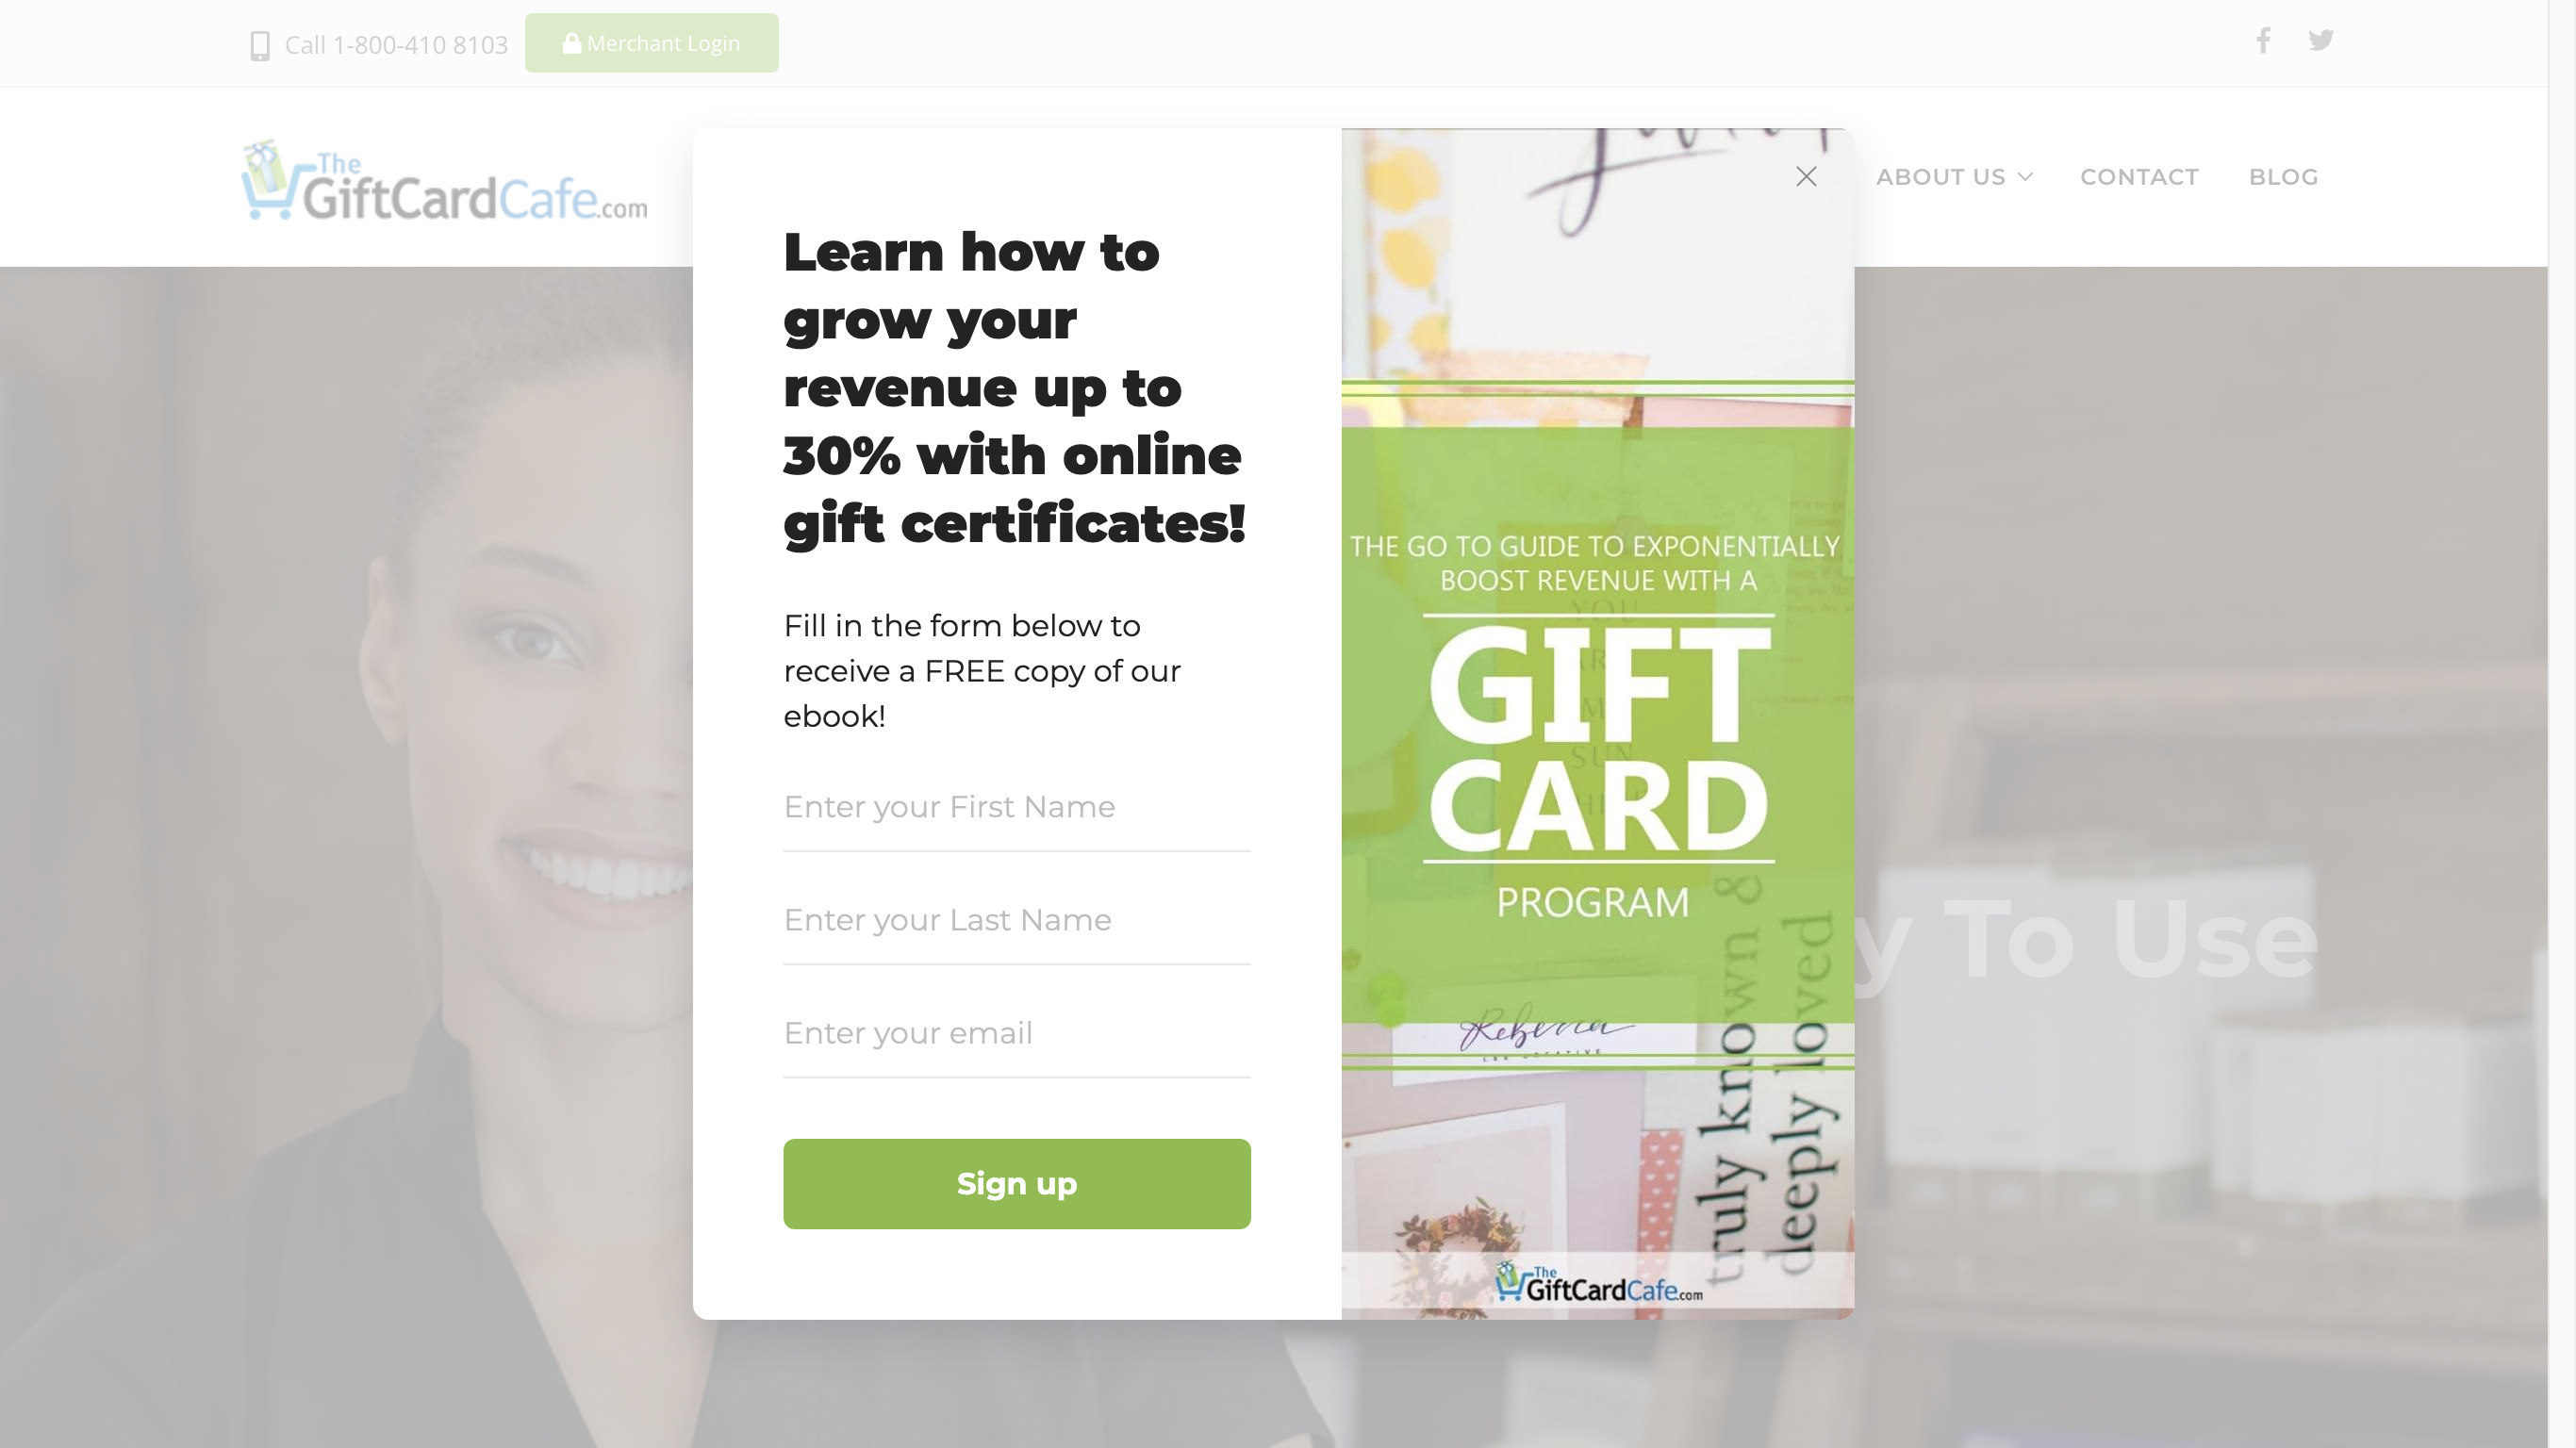 Call 1-800-410 8103
Merchant Login
The
GiftCardCafe.com
ABOUT US
CONTACT
BLOG
Learn how to
grow your
revenue up to
30% with online
gift certificates!
Fill in the form below to
receive a FREE copy of our
ebook!
Enter your First Name
Enter your Last Name
Enter your email
Sign up
THE GO TO GUIDE TO EXPONENTIALLY
BOOST REVENUE WITH A
GIFT
CARD
PROGRAM
YOU
SUN
Rebecca
truly known &
deeply loved
The
GiftCardCafe.com
y To Use